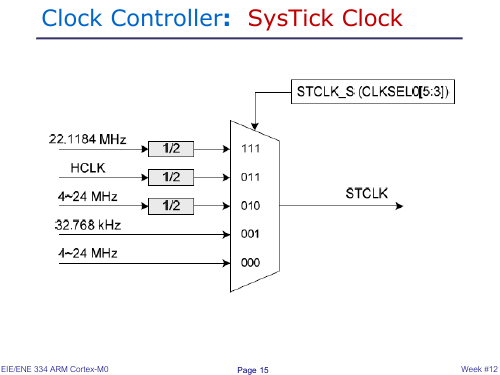 Clock Controller: SysTick Clock
STCLK_S (CLKSEL0[5:3])
22.1184 MHz
1/2
111
HCLK
1/2
011
4~24 MHz
1/2
010
STCLK
32.768 kHz
001
4~24 MHz
000
EIE/ENE 334 ARM Cortex-M0
Page 15
Week #12